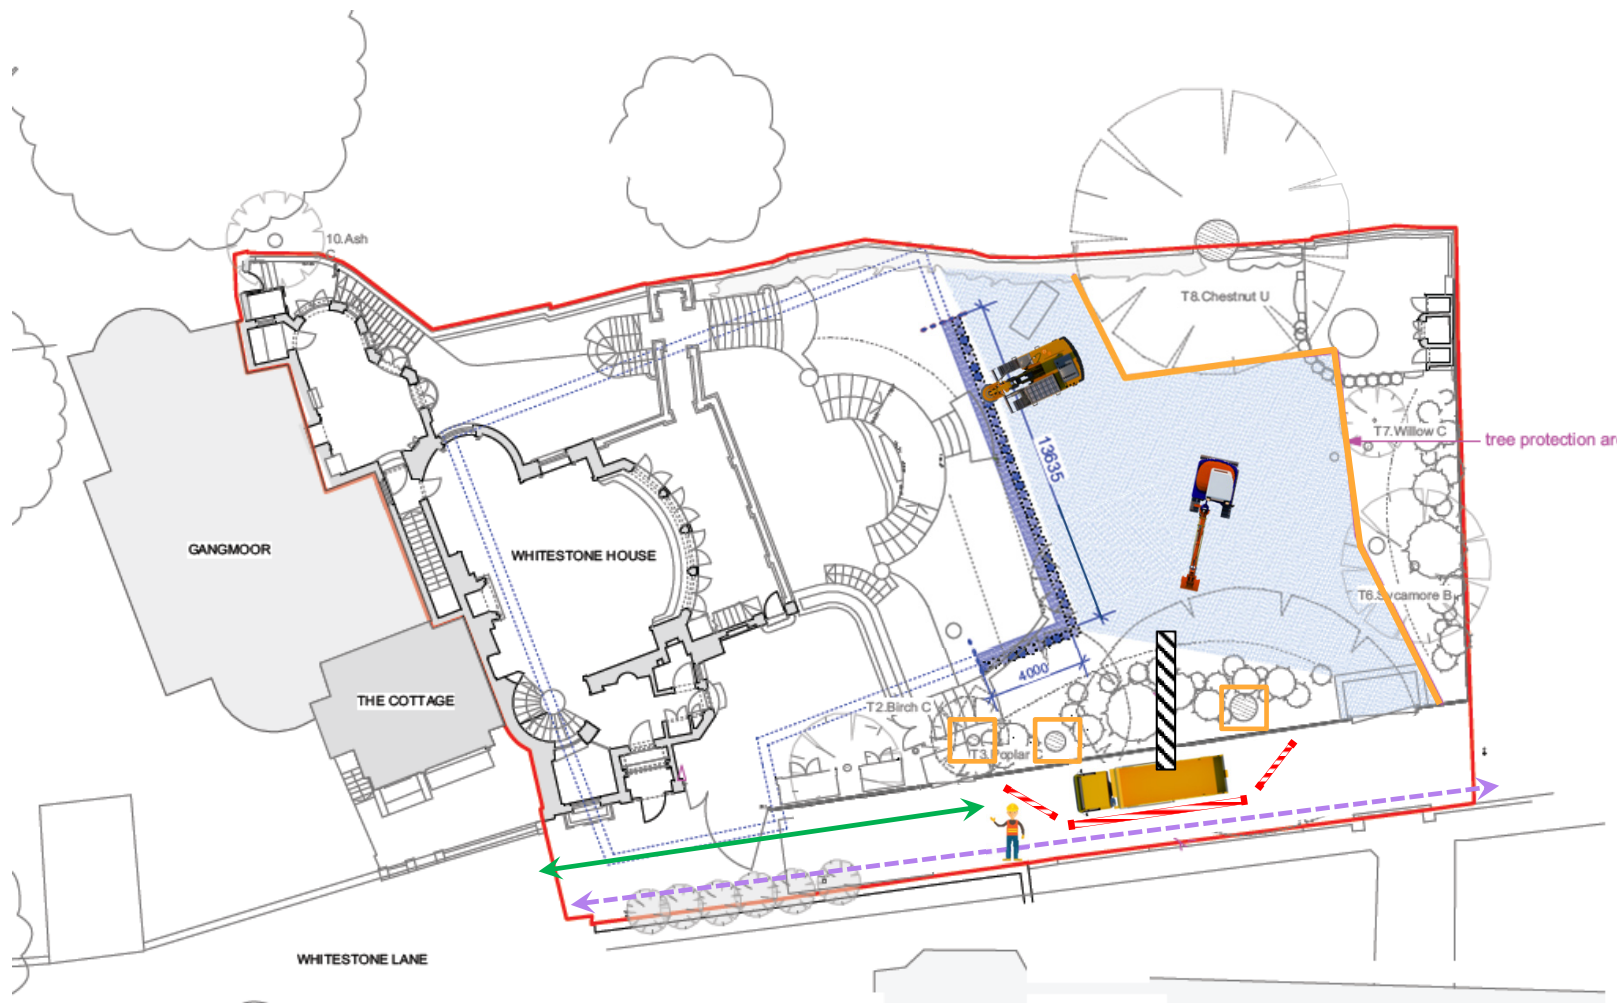 10.Ash
C
T8.Chestnut U
T7.Willow C
tree protection ar
13635
GANGMOOR
WHITESTONE HOUSE
T6.Sycamore B
4000
THE COTTAGE
T2.Birch C
T3.Poplar C
WHITESTONE LANE